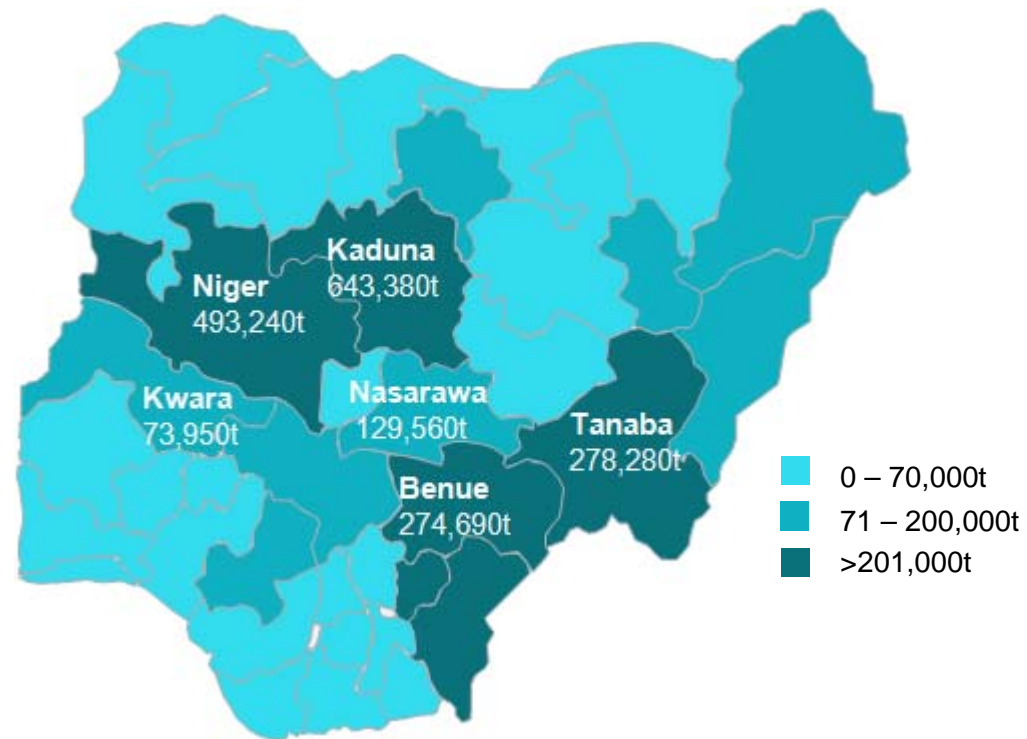 Kaduna
643,380t
Niger
493,240t
Kwara
73,950t
Nasarawa
129,560t
Tanaba
278,280t
Benue
274,690t
0 – 70,000t
71 – 200,000t
>201,000t